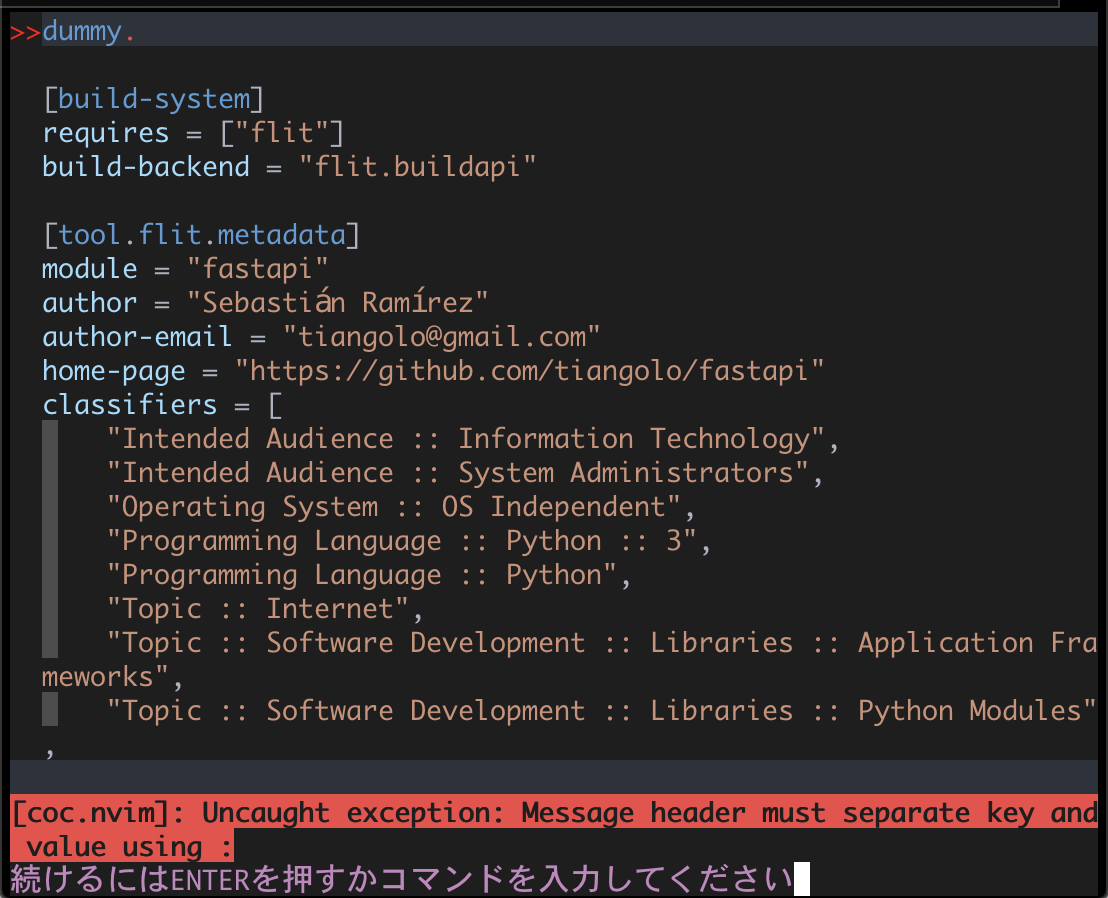 >>dummy.
[build-system]
requires = ["flit"]
build-backend = "flit.buildapi"
[tool.flit.metadata]
module = "fastapi"
author = "Sebastián Ramírez"
author-email = "tiangolo@gmail.com"
home-page = "https://github.com/tiangolo/fastapi"
classifiers = [
"Intended Audience :: Information Technology",
"Intended Audience :: System Administrators",
"Operating System :: OS Independent",
"Programming Language :: Python :: 3",
"Programming Language :: Python",
"Topic :: Internet",
"Topic :: Software Development :: Libraries :: Application Fra
meworks",
"Topic :: Software Development :: Libraries :: Python Modules"
,
[coc.nvim]: Uncaught exception: Message header must separate key and
value using :
続けるにはENTERを押すかコマンドを入力してください